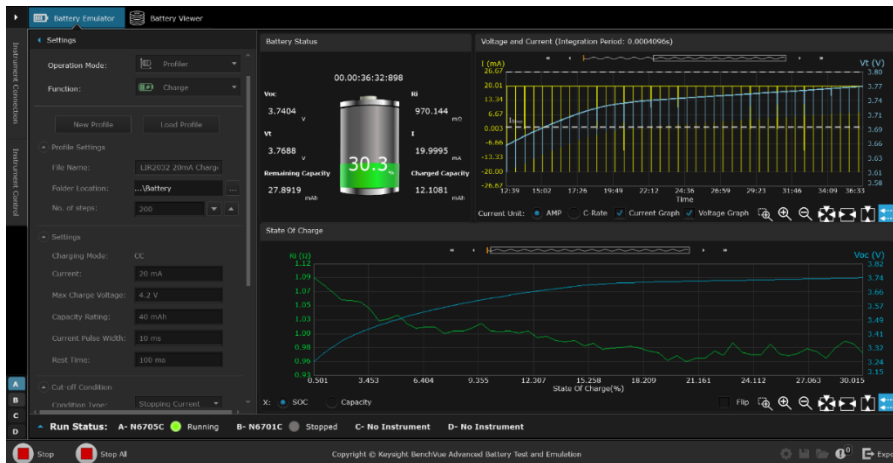 Battery Emulator
Battery Viewer
Instrument Connection
Instrument Control
Settings
Operation Mode: Profiler
Function: Charge
New Profile Load Profile
Profile Settings
File Name: LIR2032 20mA Charg
Folder Location: ...\Battery ...
No. of steps: 200
Settings
Charging Mode: CC
Current: 20 mA
Max Charge Voltage: 4.2 V
Capacity Rating: 40 mAh
Current Pulse Width: 10 ms
Rest Time: 100 ms
Cut-off Condition
Condition Type: Stopping Current
Battery Status
00.00:36:32:898
Voc Ri
3.7404 V 970.144 mΩ
Vt I
3.7688 V 19.9995 mA
30.3 %
Remaining Capacity Charged Capacity
27.8919 mAh 12.1081 mAh
Voltage and Current (Integration Period: 0.0004096s)
I (mA) Vt (V)
26.67 3.80
20.01 3.77
13.34 3.74
6.67 3.71
0.003 3.69
-6.66 3.66
-13.33 3.63
-20.00 3.61
-26.67 3.58
12:39 15:02 17:26 19:49 22:12 24:36 26:59 29:23 31:46 34:09 36:33
Time
Current Unit: AMP C-Rate Current Graph Voltage Graph
State Of Charge
Ri (Ω) Voc (V)
1.12 3.82
1.09 3.74
1.07 3.66
1.05 3.57
1.03 3.49
1.00 3.41
0.98 3.32
0.96 3.24
0.93 3.15
0.501 3.453 6.404 9.355 12.307 15.258 18.209 21.161 24.112 27.063 30.015
State Of Charge(%)
X: SOC Capacity
Flip
A
B
C
D
Run Status: A- N6705C Running B- N6701C Stopped C- No Instrument D- No Instrument
Stop Stop All
Copyright © Keysight BenchVue Advanced Battery Test and Emulation
0
Expo